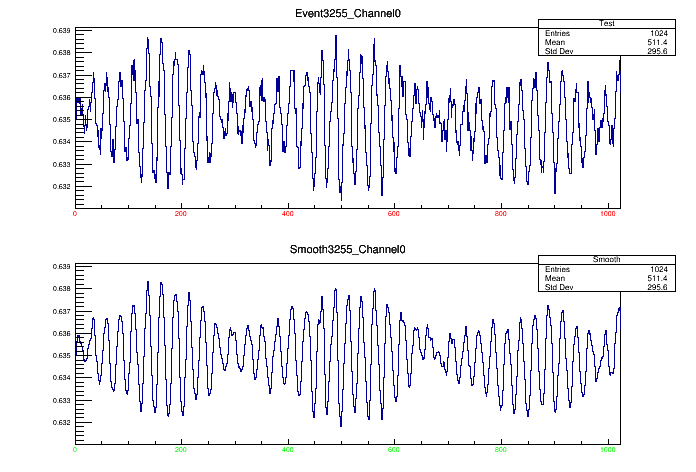 Event3255_Channel0
Test
Entries 1024
Mean 511.4
Std Dev 295.6
0.639
0.638
0.637
0.636
0.635
0.634
0.633
0.632
0 200 400 600 800 1000
Smooth3255_Channel0
Smooth
Entries 1024
Mean 511.4
Std Dev 295.6
0.639
0.638
0.637
0.636
0.635
0.634
0.633
0.632
0 200 400 600 800 1000